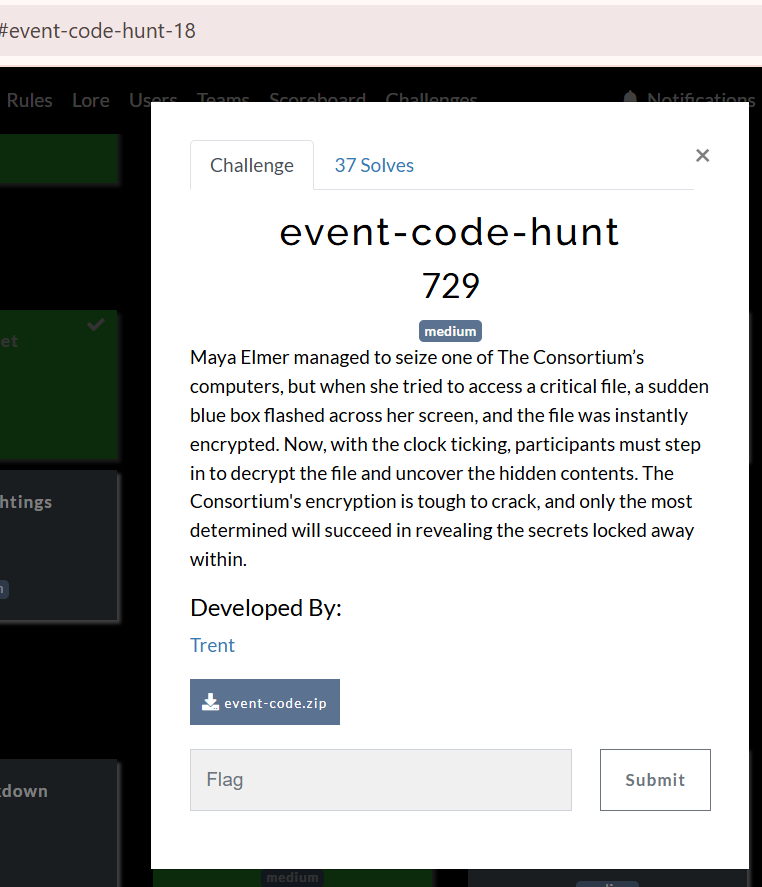 #event-code-hunt-18
Rules Lore Users Teams Scoreboard Challenges Notifications
Challenge
37 Solves
×
event-code-hunt
729
medium
Maya Elmer managed to seize one of The Consortium’s
computers, but when she tried to access a critical file, a sudden
blue box flashed across her screen, and the file was instantly
encrypted. Now, with the clock ticking, participants must step
in to decrypt the file and uncover the hidden contents. The
Consortium's encryption is tough to crack, and only the most
determined will succeed in revealing the secrets locked away
within.
Developed By:
Trent
event-code.zip
Flag
Submit
et
htings
down
medium